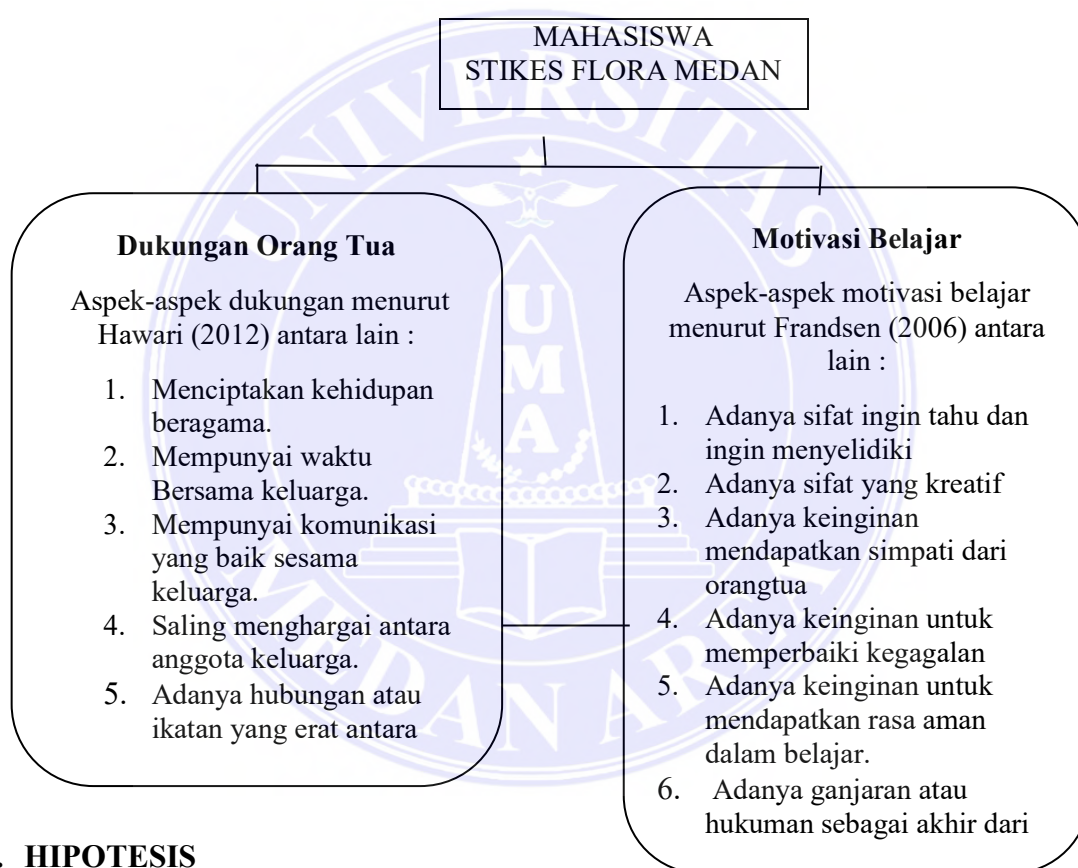 MAHASISWA
STIKES FLORA MEDAN
Dukungan Orang Tua
Aspek-aspek dukungan menurut
Hawari (2012) antara lain :
1. Menciptakan kehidupan
beragama.
2. Mempunyai waktu
Bersama keluarga.
3. Mempunyai komunikasi
yang baik sesama
keluarga.
4. Saling menghargai antara
anggota keluarga.
5. Adanya hubungan atau
ikatan yang erat antara
Motivasi Belajar
Aspek-aspek motivasi belajar
menurut Frandsen (2006) antara
lain :
1. Adanya sifat ingin tahu dan
ingin menyelidiki
2. Adanya sifat yang kreatif
3. Adanya keinginan
mendapatkan simpati dari
orangtua
4. Adanya keinginan untuk
memperbaiki kegagalan
5. Adanya keinginan untuk
mendapatkan rasa aman
dalam belajar.
6. Adanya ganjaran atau
hukuman sebagai akhir dari
. HIPOTESIS
UNIVERSITAS
MEDAN AREA
UMA